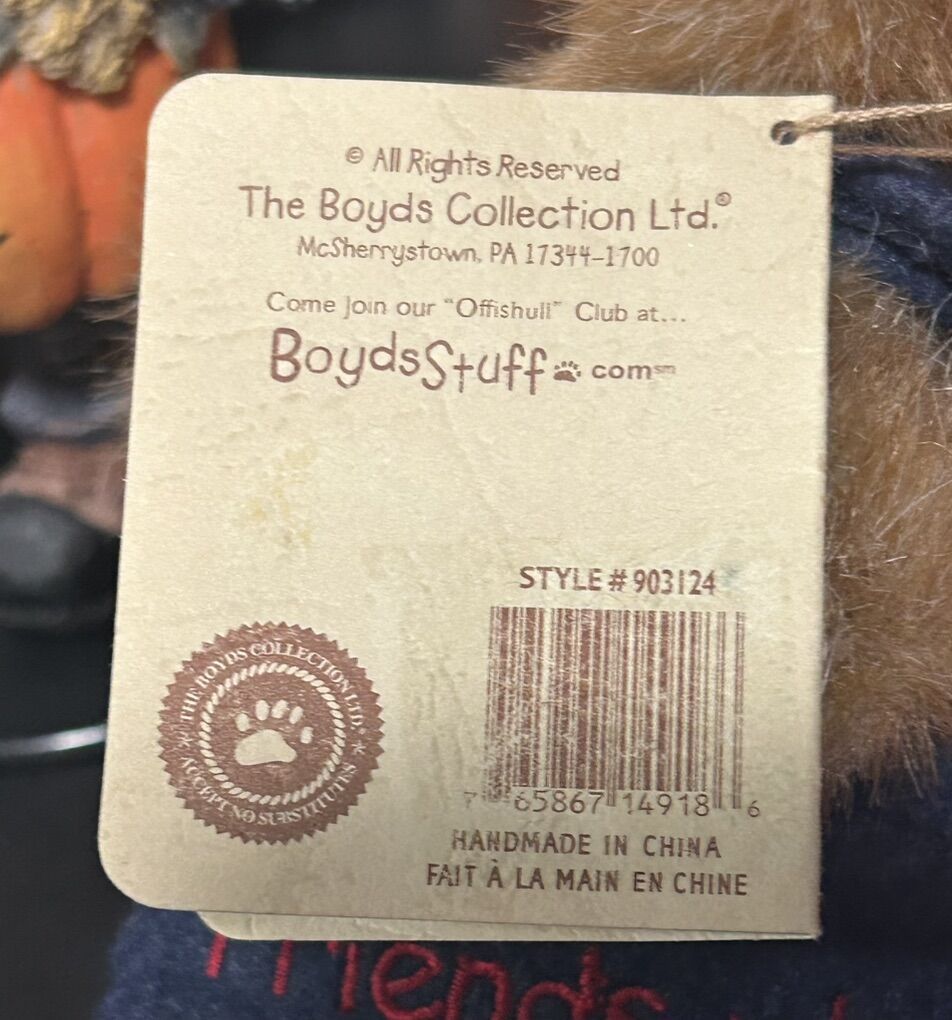 © All Rights Reserved
The Boyds Collection Ltd.®
McSherrystown, PA 17344-1700
Come join our "Offishull" Club at...
BoydsStuff com℠
STYLE # 903124
THE BOYDS COLLECTION LTD.
* ACCEPT NO SUBSTITUTES *
7 65867 14918 6
HANDMADE IN CHINA
FAIT À LA MAIN EN CHINE
Friends